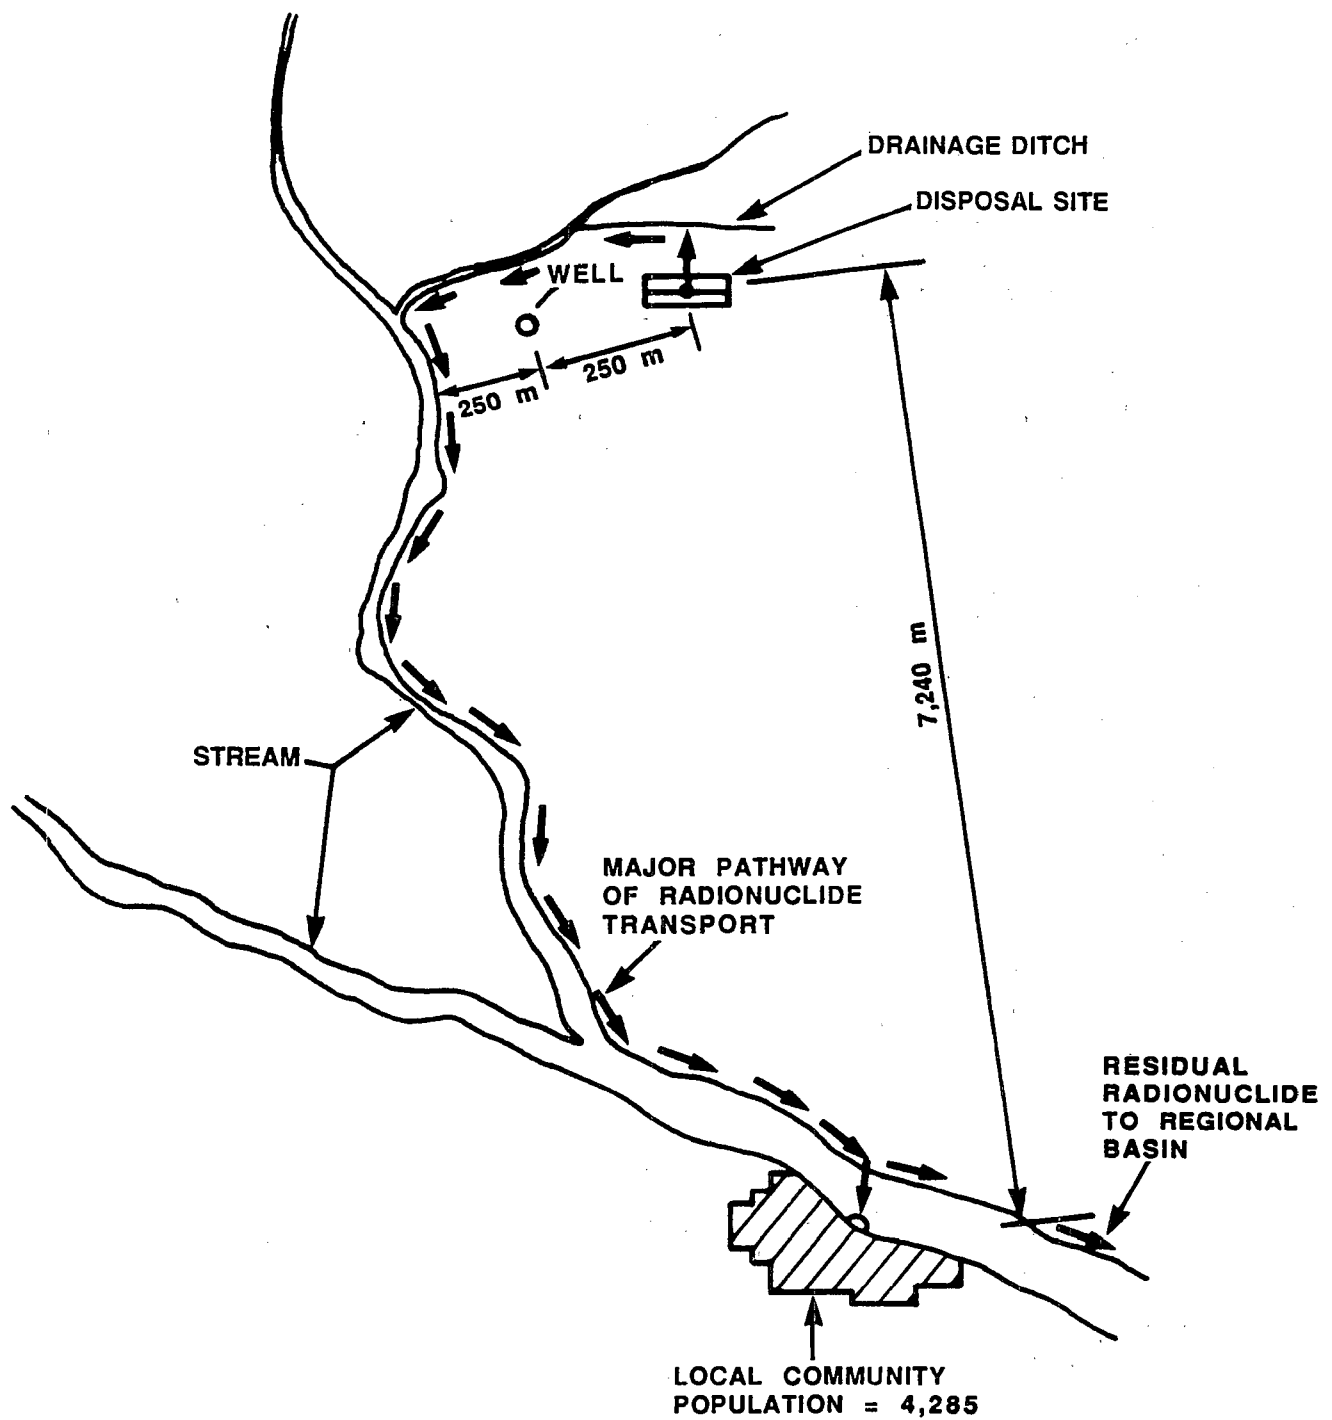 DRAINAGE DITCH
DISPOSAL SITE
WELL
250 m
250 m
7,240 m
STREAM
MAJOR PATHWAY
OF RADIONUCLIDE
TRANSPORT
RESIDUAL
RADIONUCLIDE
TO REGIONAL
BASIN
LOCAL COMMUNITY
POPULATION = 4,285